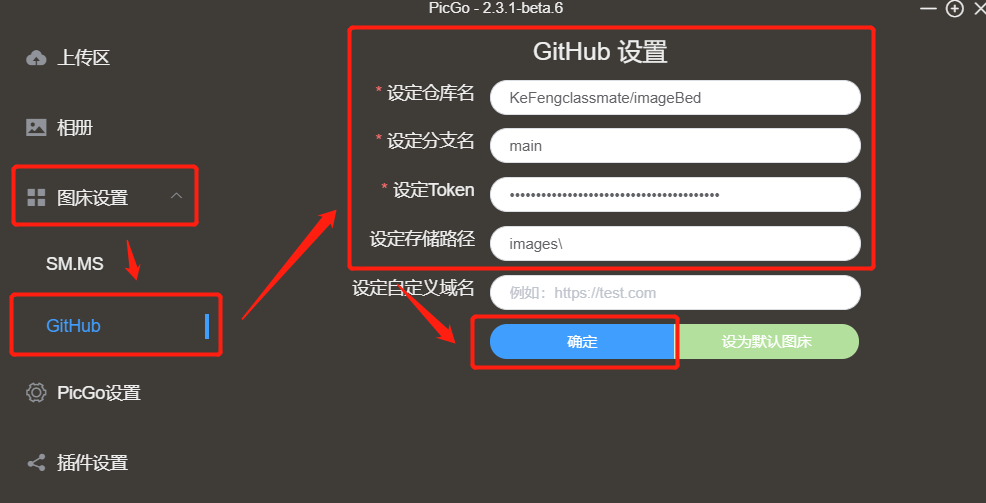 PicGo - 2.3.1-beta.6
上传区
相册
图床设置
SM.MS
GitHub
PicGo设置
插件设置
GitHub 设置
* 设定仓库名 KeFengclassmate/imageBed
* 设定分支名 main
* 设定Token ••••••••••••••••••••••••••••••••••••••••
设定存储路径 images\
设定自定义域名 例如：https://test.com
确定 设为默认图床